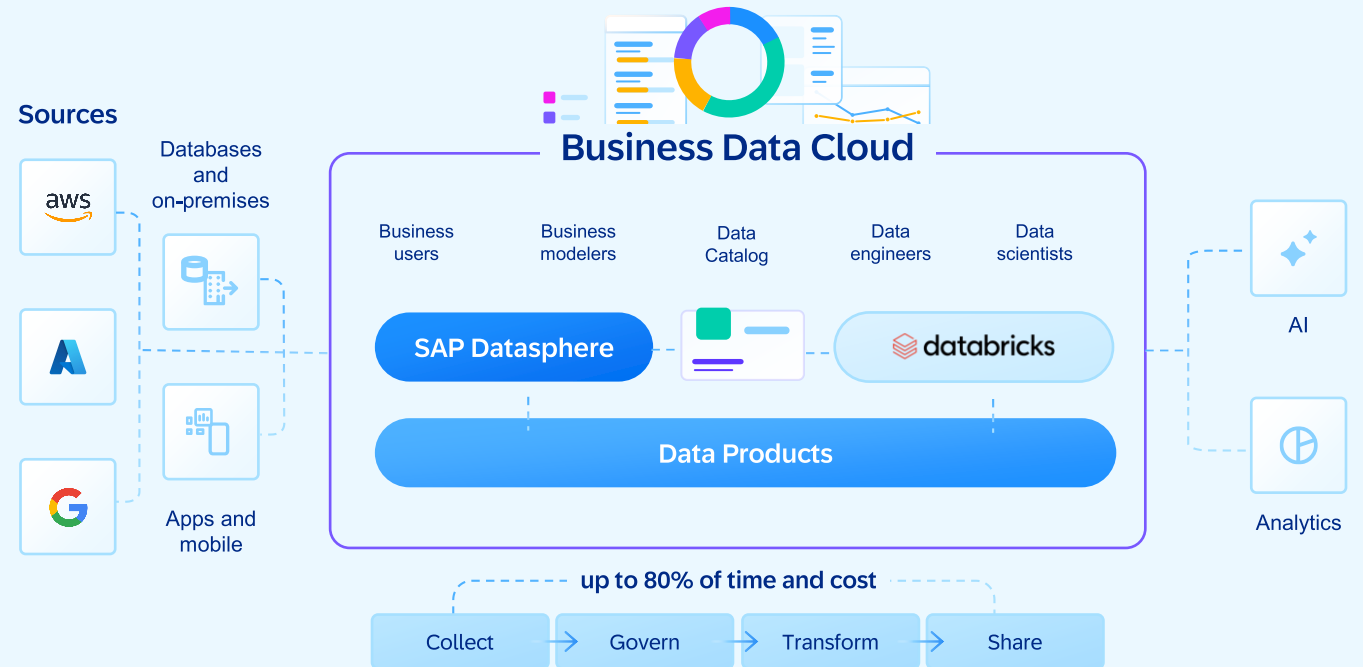 Business Data Cloud
Sources
aws
Databases
and
on-premises
Apps and
mobile
Business
users
Business
modelers
Data
Catalog
Data
engineers
Data
scientists
SAP Datasphere
databricks
Data Products
AI
Analytics
up to 80% of time and cost
Collect
Govern
Transform
Share